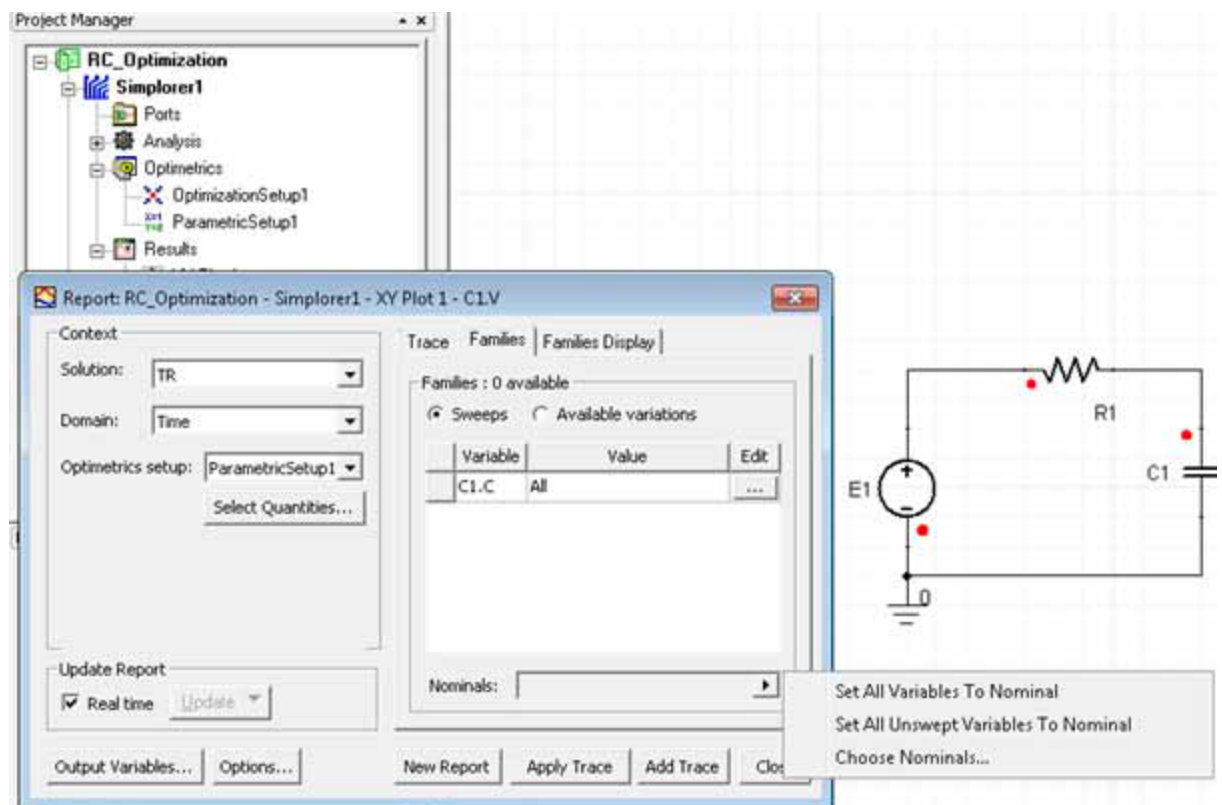 Project Manager
RC_Optimization
Simplorer1
Ports
Analysis
Optimetrics
OptimizationSetup1
ParametricSetup1
Results
Report: RC_Optimization - Simplorer1 - XY Plot 1 - C1.V
Context
Solution: TR
Domain: Time
Optimetrics setup: ParametricSetup1
Select Quantities...
Update Report
Real time Update
Trace Families Families Display
Families : 0 available
Sweeps Available variations
Variable Value Edit
C1.C All ...
Nominals:
Set All Variables To Nominal
Set All Unswept Variables To Nominal
Choose Nominals...
Output Variables... Options... New Report Apply Trace Add Trace
R1
C1
E1
0